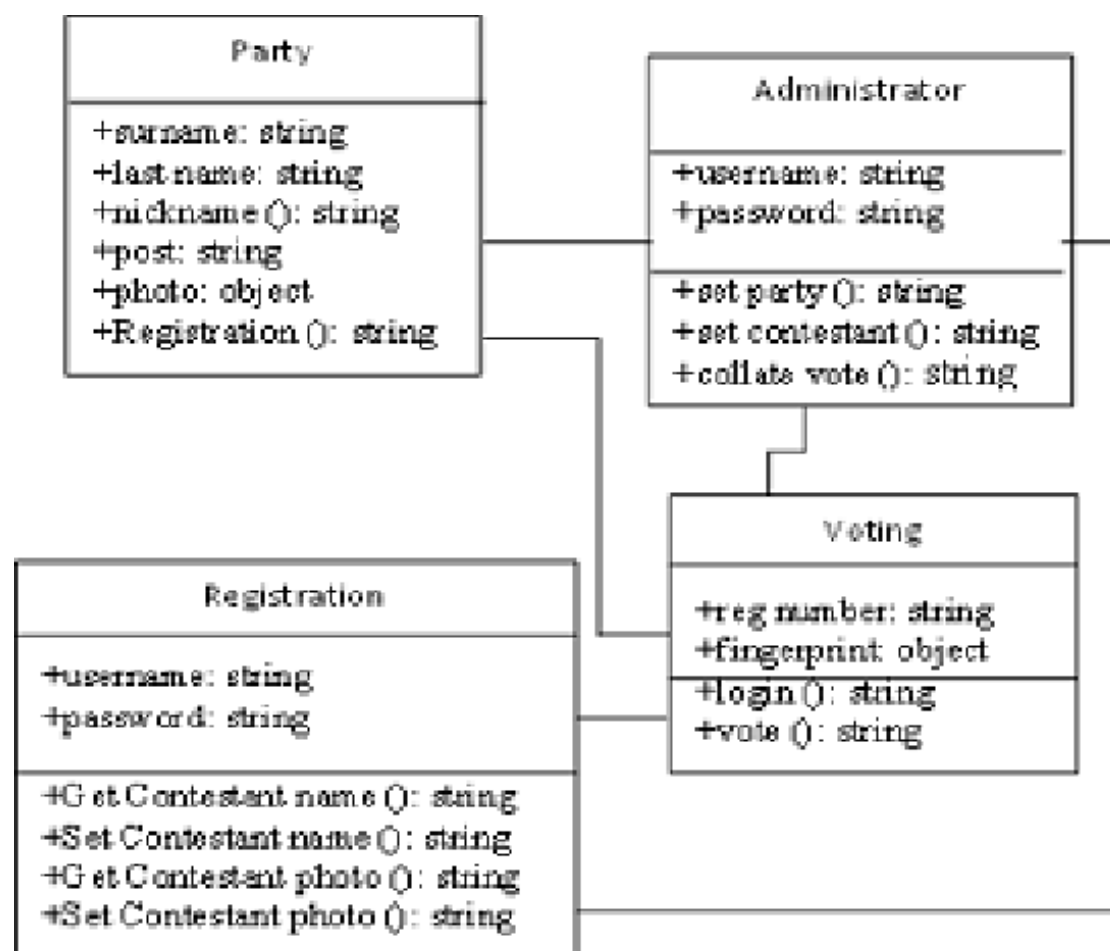 Party
+surname: string
+last name: string
+nickname (): string
+post: string
+photo: object
+Registration (): string
Administrator
+username: string
+password: string
+set party (): string
+set contestant (): string
+collate vote (): string
Voting
+reg number: string
+fingerprint: object
+login (): string
+vote (): string
Registration
+username: string
+password: string
+Get Contestant name (): string
+Set Contestant name (): string
+Get Contestant photo (): string
+Set Contestant photo (): string